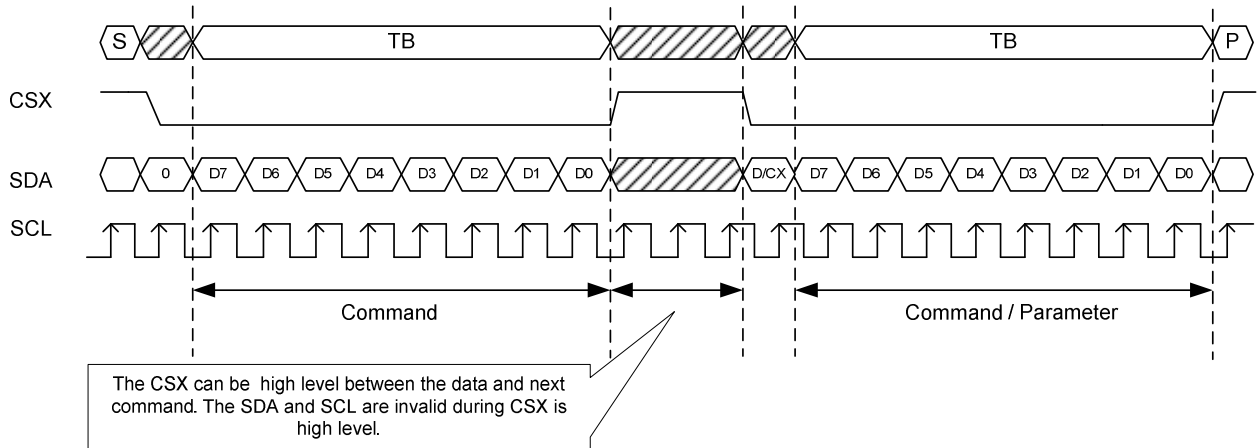 S TB TB P
CSX
SDA 0 D7 D6 D5 D4 D3 D2 D1 D0 D/CX D7 D6 D5 D4 D3 D2 D1 D0
SCL
Command Command / Parameter
The CSX can be high level between the data and next
command. The SDA and SCL are invalid during CSX is
high level.